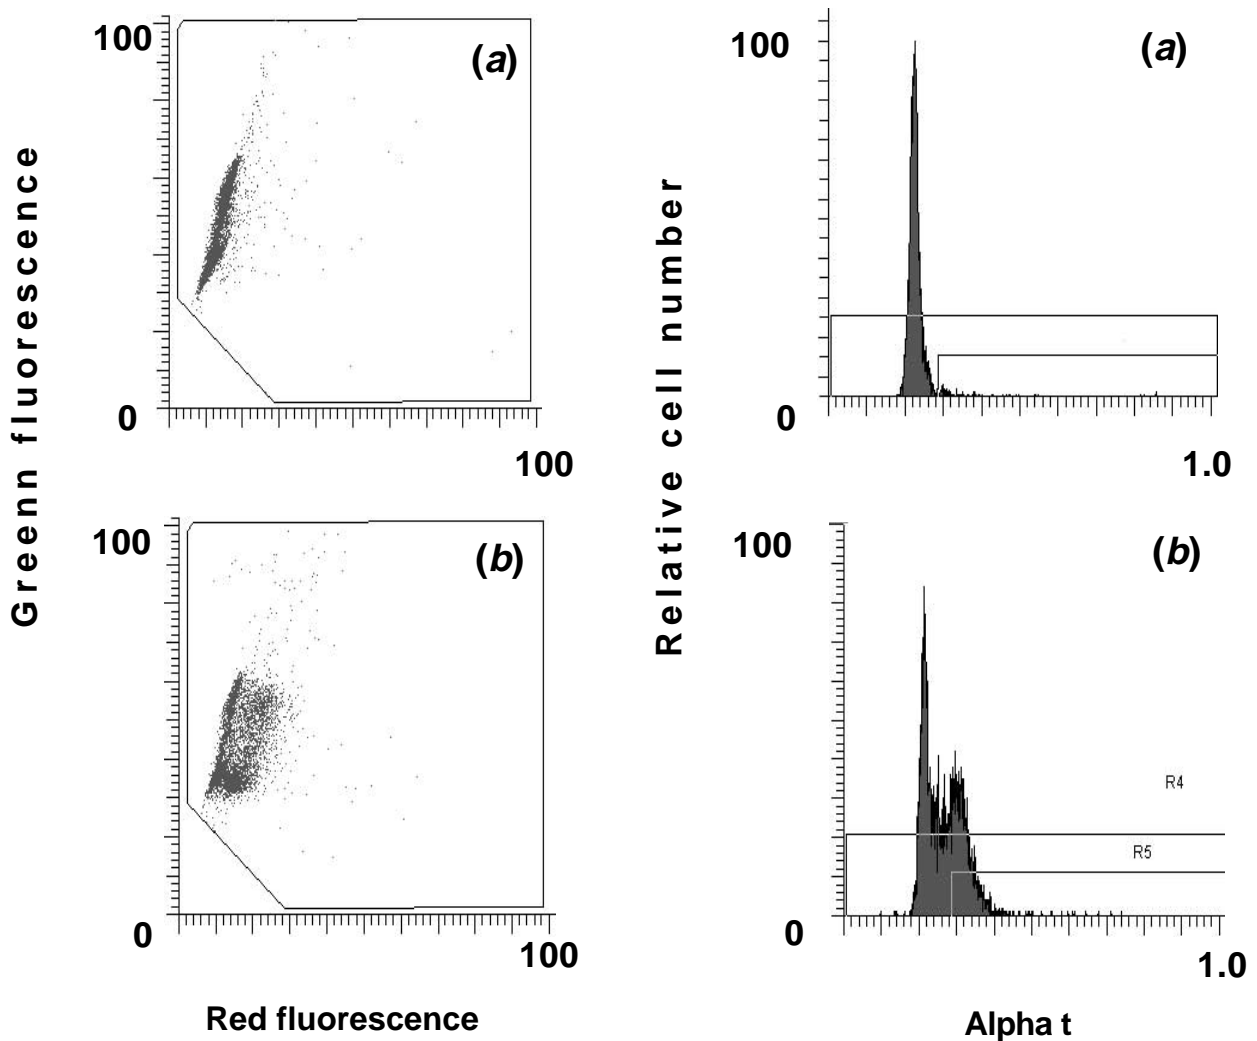 Greenn fluorescence
100
(a)
0
100
Relative cell number
100
(a)
0
1.0
100
(b)
0
100
Red fluorescence
100
(b)
R4
R5
0
1.0
Alpha t